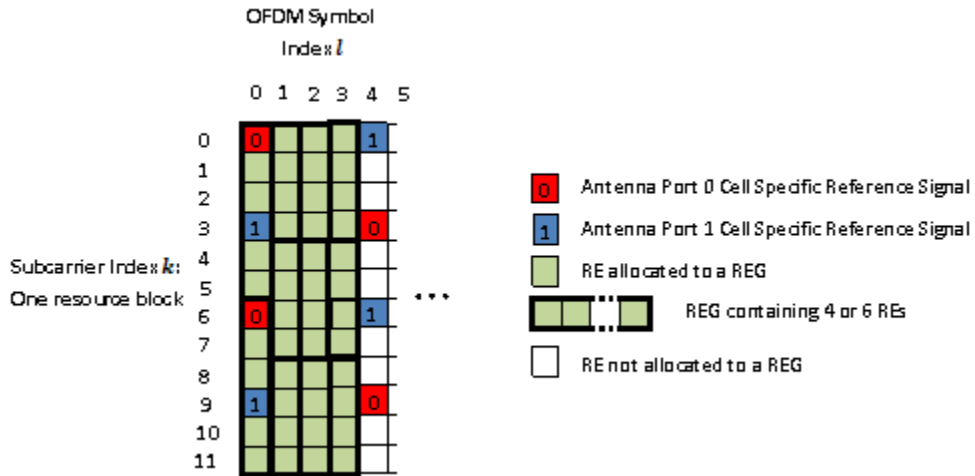 OFDM Symbol
Index l
0 1 2 3 4 5
0 0 1
1
2
3 1 0
4
Subcarrier Index k:
5
One resource block
...
6 0 1
7
8
9 1 0
10
11
0 Antenna Port 0 Cell Specific Reference Signal
1 Antenna Port 1 Cell Specific Reference Signal
RE allocated to a REG
REG containing 4 or 6 REs
RE not allocated to a REG